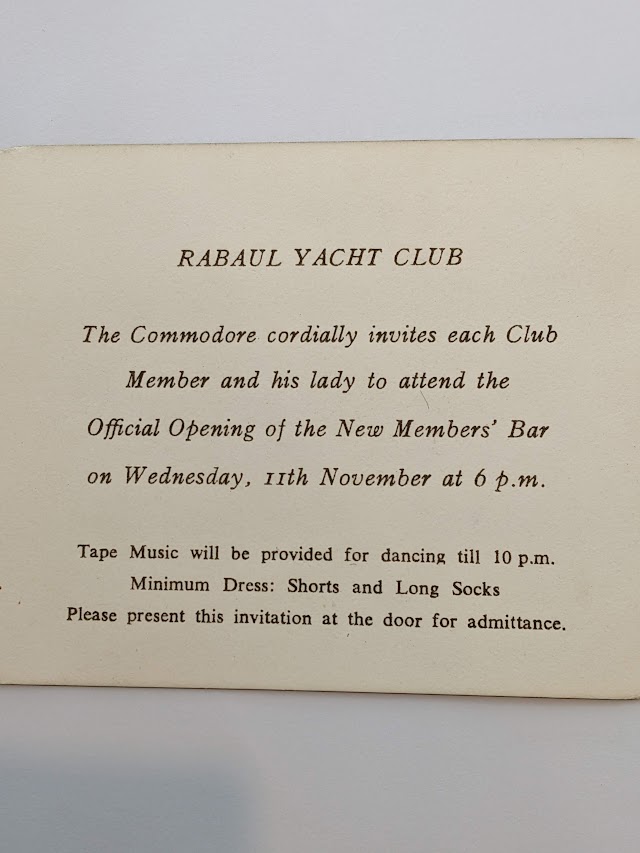 RABAUL YACHT CLUB
The Commodore cordially invites each Club
Member and his lady to attend the
Official Opening of the New Members' Bar
on Wednesday, 11th November at 6 p.m.
Tape Music will be provided for dancing till 10 p.m.
Minimum Dress: Shorts and Long Socks
Please present this invitation at the door for admittance.